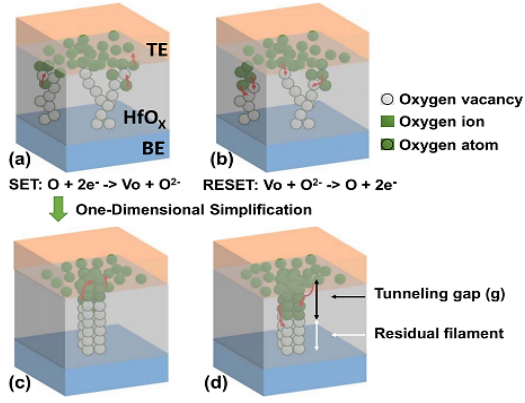 TE
HfOₓ
BE
(a)
(b)
Oxygen vacancy
Oxygen ion
Oxygen atom
SET: O + 2e⁻ -> Vo + O²⁻
RESET: Vo + O²⁻ -> O + 2e⁻
One-Dimensional Simplification
Tunneling gap (g)
Residual filament
(c)
(d)